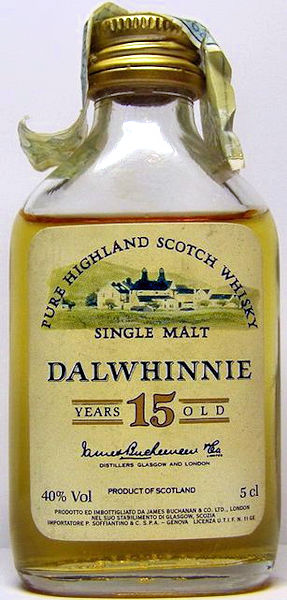 PURE HIGHLAND SCOTCH WHISKY
SINGLE MALT
DALWHINNIE
YEARS 15 OLD
James Buchanan & Co
LIMITED
DISTILLERS GLASGOW AND LONDON
40% Vol PRODUCT OF SCOTLAND 5 cl
PRODOTTO ED IMBOTTIGLIATO DA JAMES BUCHANAN & CO. LTD., LONDON
NEL SUO STABILIMENTO DI GLASGOW, SCOZIA
IMPORTATORE P. SOFFIANTINO & C. S.P.A. - GENOVA LICENZA U.T.I.F. N. 11 GE